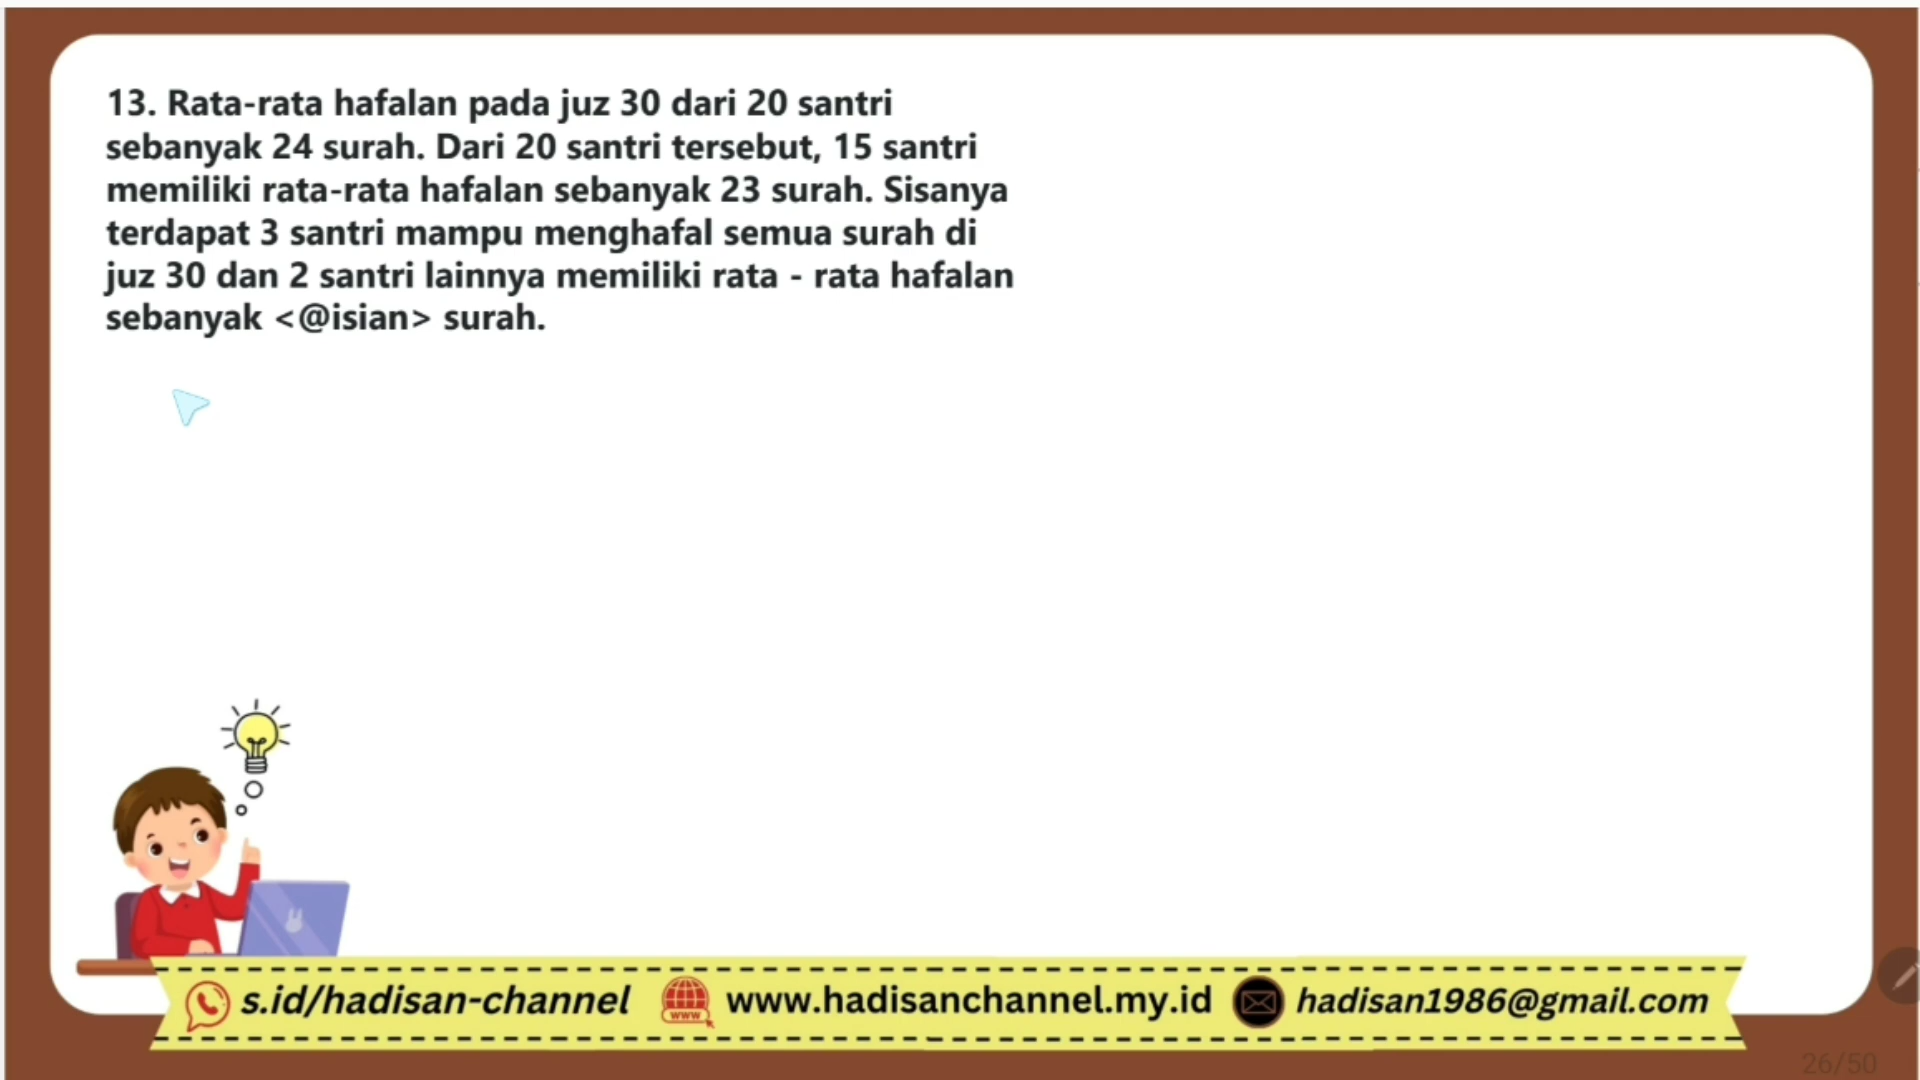 13. Rata-rata hafalan pada juz 30 dari 20 santri
sebanyak 24 surah. Dari 20 santri tersebut, 15 santri
memiliki rata-rata hafalan sebanyak 23 surah. Sisanya
terdapat 3 santri mampu menghafal semua surah di
juz 30 dan 2 santri lainnya memiliki rata - rata hafalan
sebanyak <@isian> surah.
s.id/hadisan-channel www.hadisanchannel.my.id hadisan1986@gmail.com
WWW
26/50